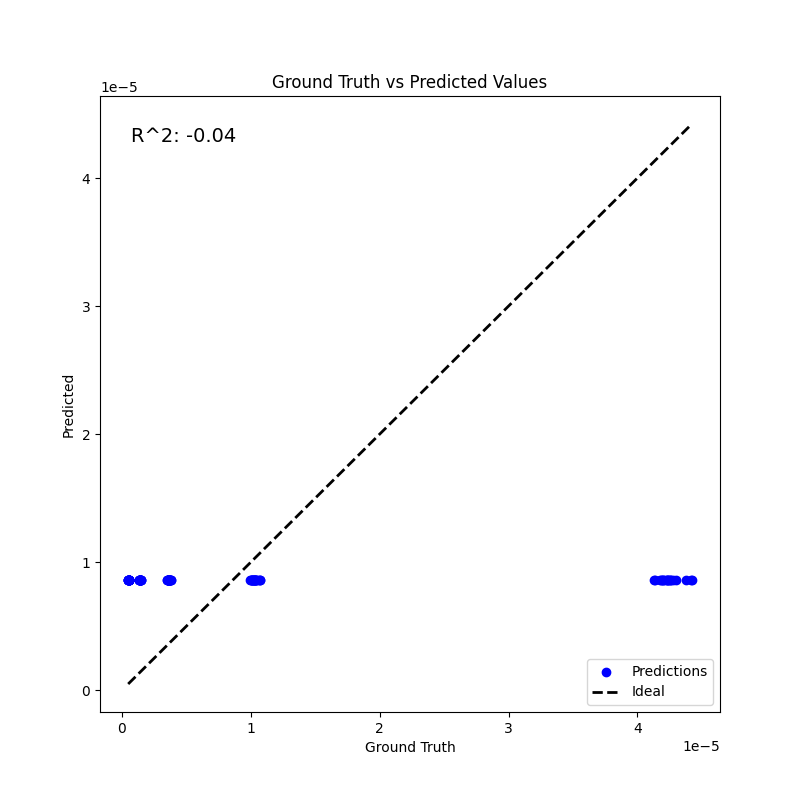 Ground Truth vs Predicted Values
1e−5
R^2: -0.04
4
3
2
1
0
Predicted
Predictions
Ideal
0 1 2 3 4
Ground Truth
1e−5